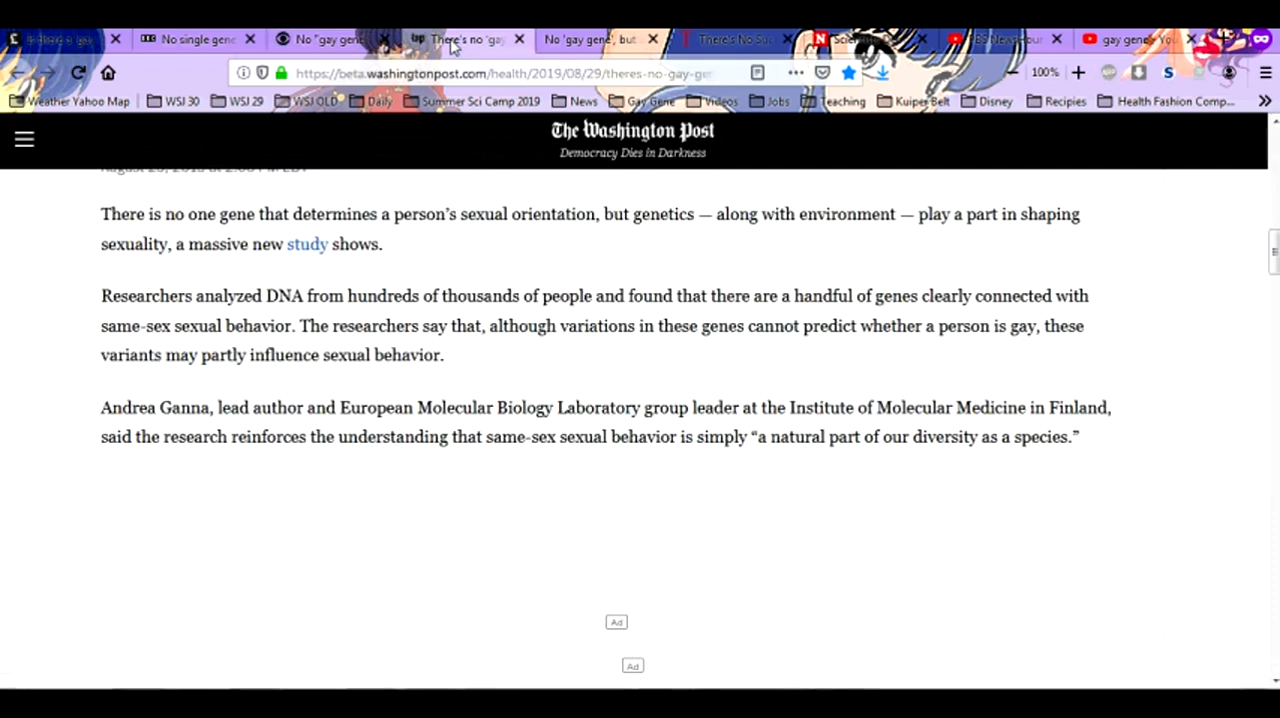 No single gene
No "gay gene
There's no 'gay
No 'gay gene', but
There's No Suc
gay gene - You
https://beta.washingtonpost.com/health/2019/08/29/theres-no-gay-ge
100%
Weather Yahoo Map
WSJ 30
WSJ 29
WSJ OLD
Daily
Summer Sci Camp 2019
News
Gay Gene
Videos
Jobs
Teaching
Kuiper Belt
Disney
Recipies
Health Fashion Comp...
The Washington Post
Democracy Dies in Darkness
There is no one gene that determines a person's sexual orientation, but genetics — along with environment — play a part in shaping
sexuality, a massive new study shows.
Researchers analyzed DNA from hundreds of thousands of people and found that there are a handful of genes clearly connected with
same-sex sexual behavior. The researchers say that, although variations in these genes cannot predict whether a person is gay, these
variants may partly influence sexual behavior.
Andrea Ganna, lead author and European Molecular Biology Laboratory group leader at the Institute of Molecular Medicine in Finland,
said the research reinforces the understanding that same-sex sexual behavior is simply “a natural part of our diversity as a species.”
Ad
Ad